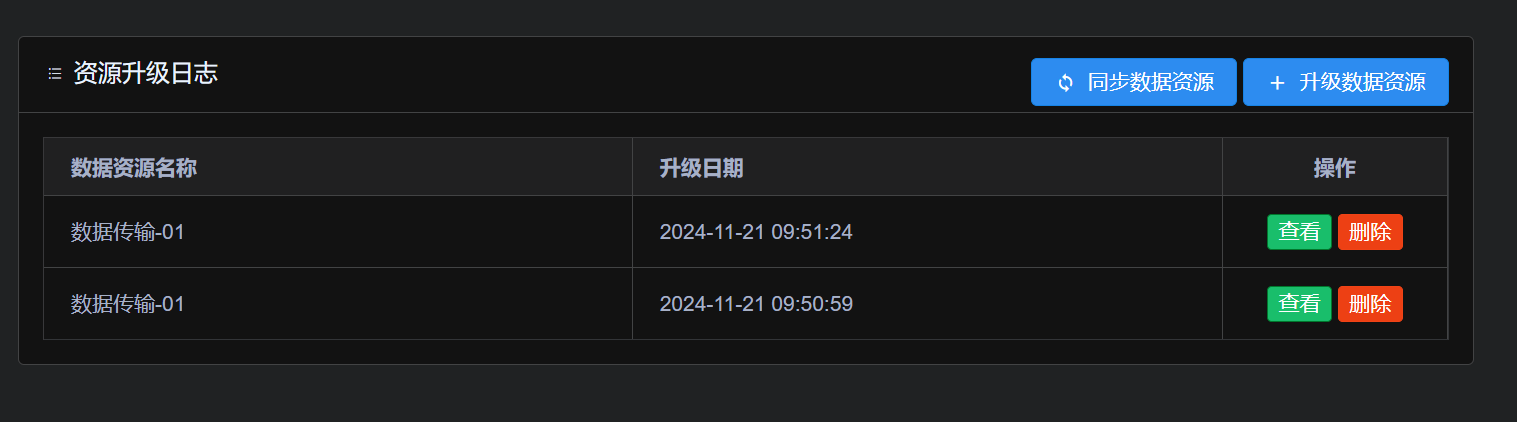 资源升级日志
同步数据资源 升级数据资源
数据资源名称 升级日期 操作
数据传输-01 2024-11-21 09:51:24 查看 删除
数据传输-01 2024-11-21 09:50:59 查看 删除